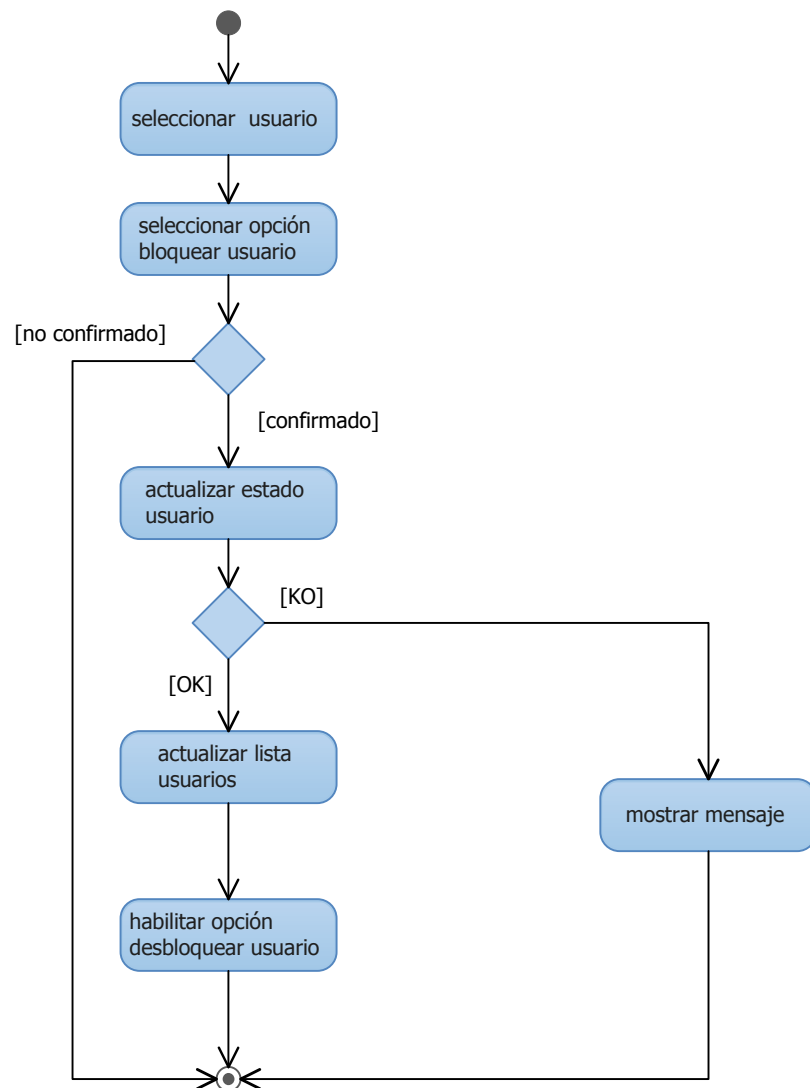 seleccionar  usuario
seleccionar opción
bloquear usuario
[no confirmado]
[confirmado]
actualizar estado
usuario
[KO]
[OK]
actualizar lista
usuarios
mostrar mensaje
habilitar opción
desbloquear usuario